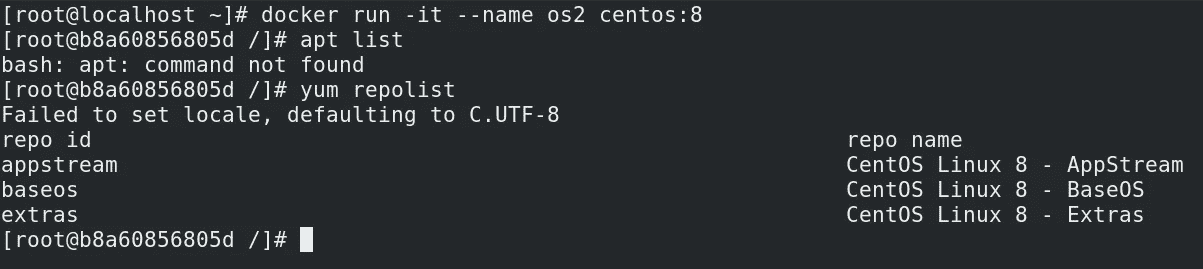 [root@localhost ~]# docker run -it --name os2 centos:8
[root@b8a60856805d /]# apt list
bash: apt: command not found
[root@b8a60856805d /]# yum repolist
Failed to set locale, defaulting to C.UTF-8
repo id repo name
appstream CentOS Linux 8 - AppStream
baseos CentOS Linux 8 - BaseOS
extras CentOS Linux 8 - Extras
[root@b8a60856805d /]#